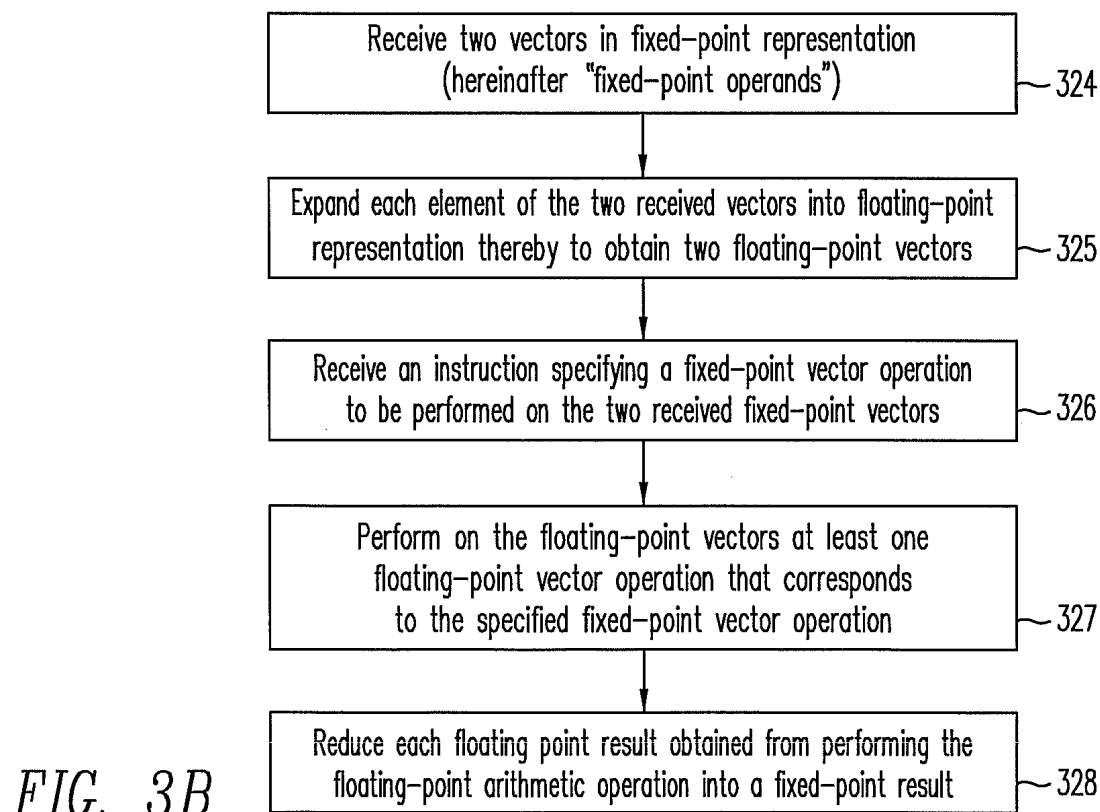 Receive two vectors in fixed-point representation
(hereinafter "fixed-point operands")
324
Expand each element of the two received vectors into floating-point
representation thereby to obtain two floating-point vectors
325
Receive an instruction specifying a fixed-point vector operation
to be performed on the two received fixed-point vectors
326
Perform on the floating-point vectors at least one
floating-point vector operation that corresponds
to the specified fixed-point vector operation
327
Reduce each floating point result obtained from performing the
floating-point arithmetic operation into a fixed-point result
328
FIG. 3B